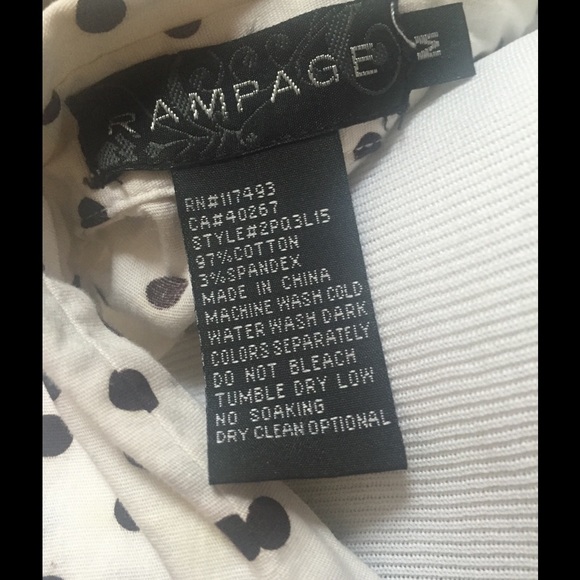 RAMPAGE
M
RN#117493
CA#40267
STYLE#2PQ3L15
97%COTTON
3%SPANDEX
MADE IN CHINA
MACHINE WASH COLD
WATER WASH DARK
COLORS SEPARATELY
DO NOT BLEACH
TUMBLE DRY LOW
NO SOAKING
DRY CLEAN OPTIONAL